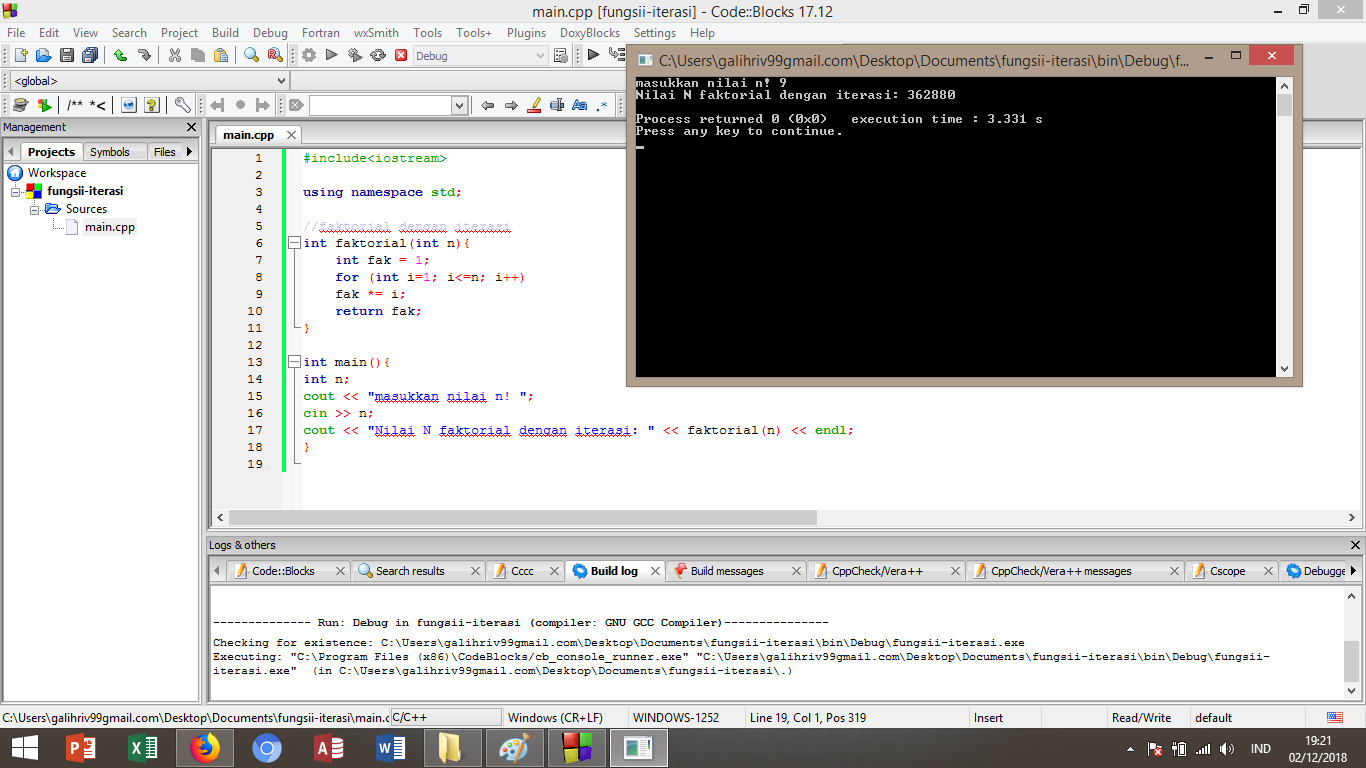 main.cpp [fungsii-iterasi] - Code::Blocks 17.12
File Edit View Search Project Build Debug Fortran wxSmith Tools Tools+ Plugins DoxyBlocks Settings Help
Debug
<global>
/** *<
Aa .*
Management
Projects Symbols Files
Workspace
fungsii-iterasi
Sources
main.cpp
main.cpp
1 #include<iostream>
2
3 using namespace std;
4
5 //faktorial dengan iterasi
6 int faktorial(int n){
7 int fak = 1;
8 for (int i=1; i<=n; i++)
9 fak *= i;
10 return fak;
11 }
12
13 int main(){
14 int n;
15 cout << "masukkan nilai n! ";
16 cin >> n;
17 cout << "Nilai N faktorial dengan iterasi: " << faktorial(n) << endl;
18 }
19
C:\Users\galihriv99gmail.com\Desktop\Documents\fungsii-iterasi\bin\Debug\f...
masukkan nilai n! 9
Nilai N faktorial dengan iterasi: 362880
Process returned 0 (0x0) execution time : 3.331 s
Press any key to continue.
Logs & others
Code::Blocks Search results Cccc Build log Build messages CppCheck/Vera++ CppCheck/Vera++ messages Cscope Debugge
-------------- Run: Debug in fungsii-iterasi (compiler: GNU GCC Compiler)---------------
Checking for existence: C:\Users\galihriv99gmail.com\Desktop\Documents\fungsii-iterasi\bin\Debug\fungsii-iterasi.exe
Executing: "C:\Program Files (x86)\CodeBlocks/cb_console_runner.exe" "C:\Users\galihriv99gmail.com\Desktop\Documents\fungsii-iterasi\bin\Debug\fungsii-
iterasi.exe" (in C:\Users\galihriv99gmail.com\Desktop\Documents\fungsii-iterasi\.)
C:\Users\galihriv99gmail.com\Desktop\Documents\fungsii-iterasi\main.c C/C++ Windows (CR+LF) WINDOWS-1252 Line 19, Col 1, Pos 319 Insert Read/Write default
IND
19:21
02/12/2018